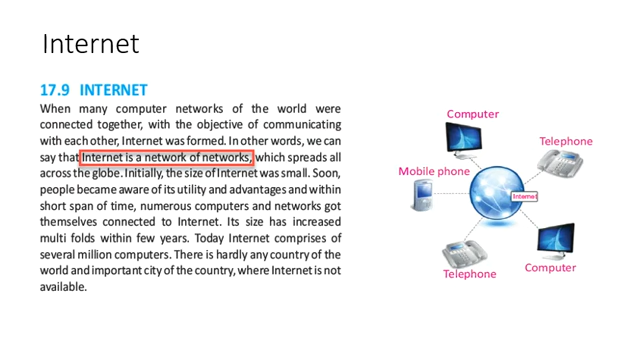 Internet
17.9 INTERNET
When many computer networks of the world were
connected together, with the objective of communicating
with each other, Internet was formed. In other words, we can
say that Internet is a network of networks, which spreads all
across the globe. Initially, the size of Internet was small. Soon,
people became aware of its utility and advantages and within
short span of time, numerous computers and networks got
themselves connected to Internet. Its size has increased
multi folds within few years. Today Internet comprises of
several million computers. There is hardly any country of the
world and important city of the country, where Internet is not
available.
Computer
Telephone
Mobile phone
Internet
Telephone
Computer